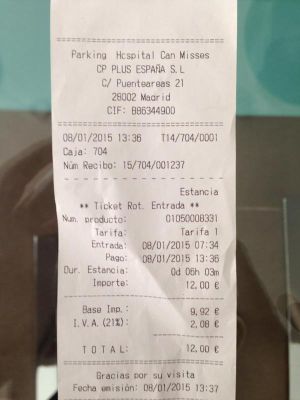 Parking Hospital Can Misses
CP PLUS ESPAÑA S.L
C/ Puenteareas 21
28002 Madrid
CIF: B86344900
08/01/2015 13:36 T14/704/0001
Caja: 704
Núm Recibo: 15/704/001237
Estancia
** Ticket Rot. Entrada **
Num. producto: 01050008331
Tarifa: Tarifa 1
Entrada: 08/01/2015 07:34
Pago: 08/01/2015 13:36
Dur. Estancia: 0d 06h 03m
Importe: 12,00 €
Base Imp.: 9,92 €
I.V.A.(21%): 2,08 €
TOTAL: 12,00 €
Gracias por su visita
Fecha emisión: 08/01/2015 13:37